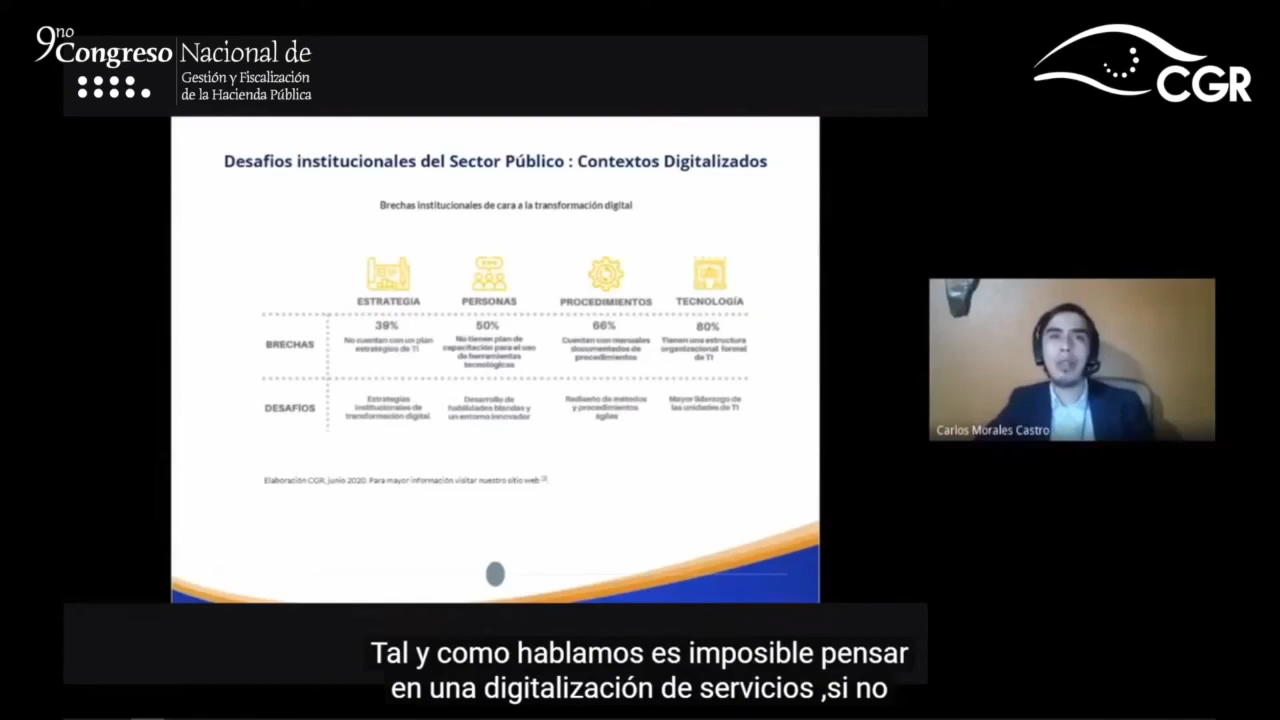 9no
Congreso
Nacional de
Gestión y Fiscalización
de la Hacienda Pública
CGR
Desafios institucionales del Sector Público : Contextos Digitalizados
Brechas institucionales de cara a la transformación digital
ESTRATEGIA
PERSONAS
PROCEDIMIENTOS
TECNOLOGÍA
BRECHAS
39%
No cuentan con un plan
estratégico de TI
50%
No tienen plan de
capacitación para el uso
de herramientas
tecnológicas
66%
Cuentan con manuales
documentados de
procedimientos
80%
Tienen una estructura
organizacional formal
de TI
DESAFÍOS
Estrategias
institucionales de
transformación digital.
Desarrollo de
habilidades blandas y
un entorno innovador
Rediseño de métodos
y procedimientos
ágiles
Mayor liderazgo de
las unidades de TI
Elaboración CGR, junio 2020. Para mayor información visitar nuestro sitio web
Carlos Morales Castro
Tal y como hablamos es imposible pensar
en una digitalización de servicios ,si no